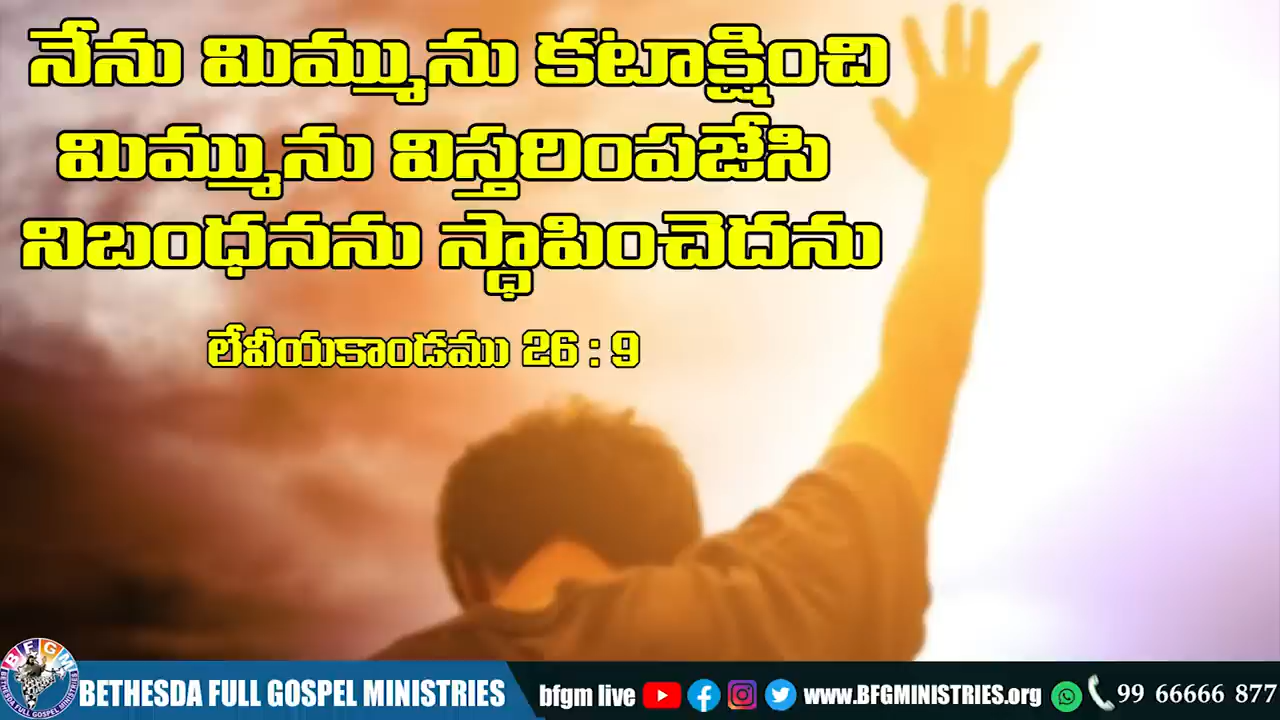 నేను మిమ్మును కటాక్షించి
మిమ్మును విస్తరింపజేసి
నిబంధనను స్థాపించెదను
లేవీయకాండము 26 : 9
BFGM
BETHESDA FULL GOSPEL MINISTRIES
bfgm live
www.BFGMINISTRIES.org
99 66666 877